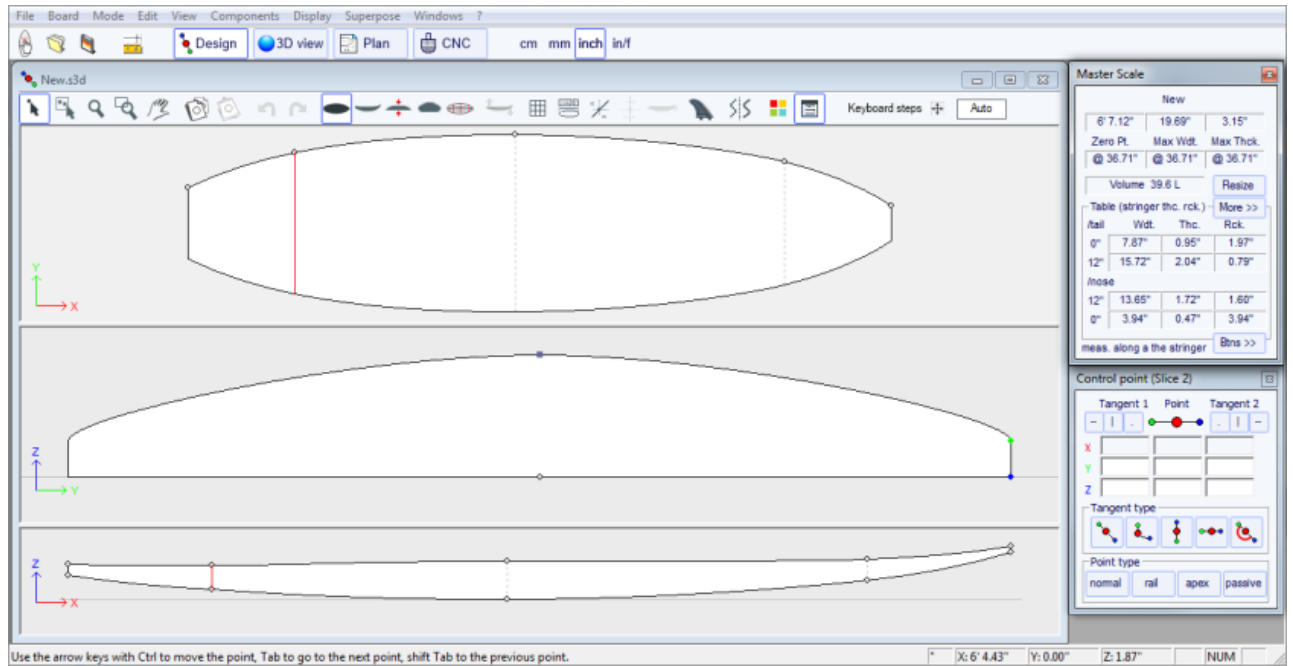 File Board Mode Edit View Components Display Superpose Windows ?
Design 3D view Plan CNC cm mm inch in/f
New.s3d
Keyboard steps Auto
Y
X
Z
Y
Z
X
Master Scale
New
6' 7.12" 19.69" 3.15"
Zero Pt. Max Wdt. Max Thck.
@ 36.71" @ 36.71" @ 36.71"
Volume 39.6 L Resize
Table (stringer thc. rck.) More >>
/tail Wdt. Thc. Rck.
0" 7.87" 0.95" 1.97"
12" 15.72" 2.04" 0.79"
/nose
12" 13.65" 1.72" 1.60"
0" 3.94" 0.47" 3.94"
meas. along a the stringer Btns >>
Control point (Slice 2)
Tangent 1 Point Tangent 2
– | . . | –
X
Y
Z
Tangent type
Point type
normal rail apex passive
Use the arrow keys with Ctrl to move the point, Tab to go to the next point, shift Tab to the previous point. " X: 6' 4.43" Y: 0.00" Z: 1.87" NUM